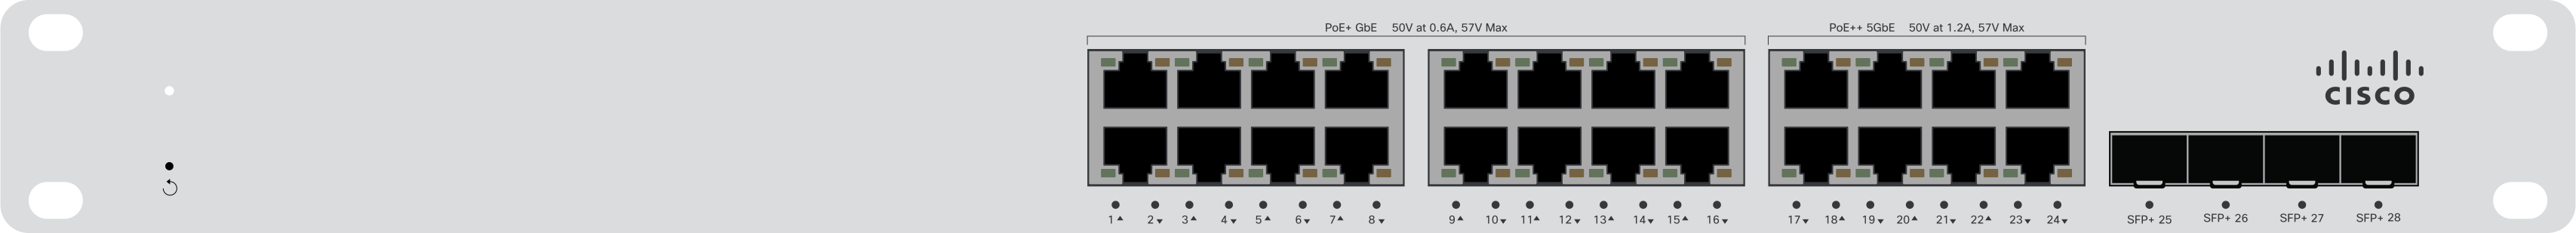 PoE+ GbE 50V at 0.6A, 57V Max
PoE++ 5GbE 50V at 1.2A, 57V Max
CISCO
1▲ 2▼ 3▲ 4▼ 5▲ 6▼ 7▲ 8▼
9▲ 10▼ 11▲ 12▼ 13▲ 14▼ 15▲ 16▼
17▼ 18▲ 19▼ 20▲ 21▼ 22▲ 23▼ 24▼
SFP+ 25 SFP+ 26 SFP+ 27 SFP+ 28